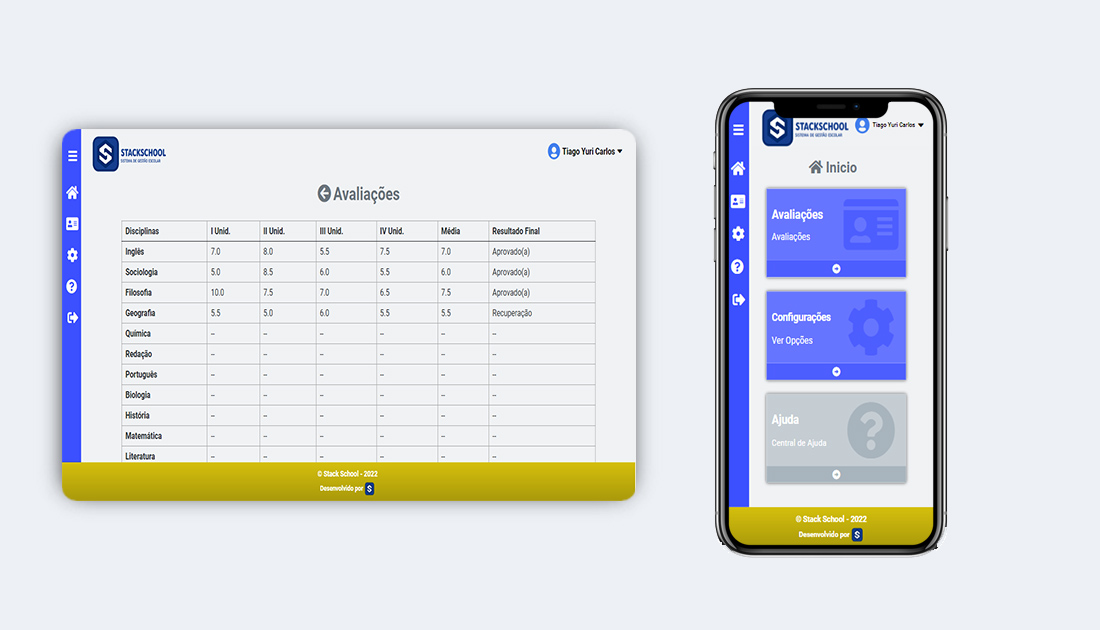 STACKSCHOOL
SISTEMA DE GESTÃO ESCOLAR
Tiago Yuri Carlos
Avaliações
Disciplinas I Unid. II Unid. III Unid. IV Unid. Média Resultado Final
Inglês 7.0 8.0 5.5 7.5 7.0 Aprovado(a)
Sociologia 5.0 8.5 6.0 5.5 6.0 Aprovado(a)
Filosofia 10.0 7.5 7.0 6.5 7.5 Aprovado(a)
Geografia 5.5 5.0 6.0 5.5 5.5 Recuperação
Química -- -- -- -- -- --
Redação -- -- -- -- -- --
Português -- -- -- -- -- --
Biologia -- -- -- -- -- --
História -- -- -- -- -- --
Matemática -- -- -- -- -- --
Literatura -- -- -- -- -- --
© Stack School - 2022
Desenvolvido por S
STACKSCHOOL
SISTEMA DE GESTÃO ESCOLAR
Tiago Yuri Carlos
Inicio
Avaliações
Avaliações
Configurações
Ver Opções
Ajuda
Central de Ajuda
© Stack School - 2022
Desenvolvido por S